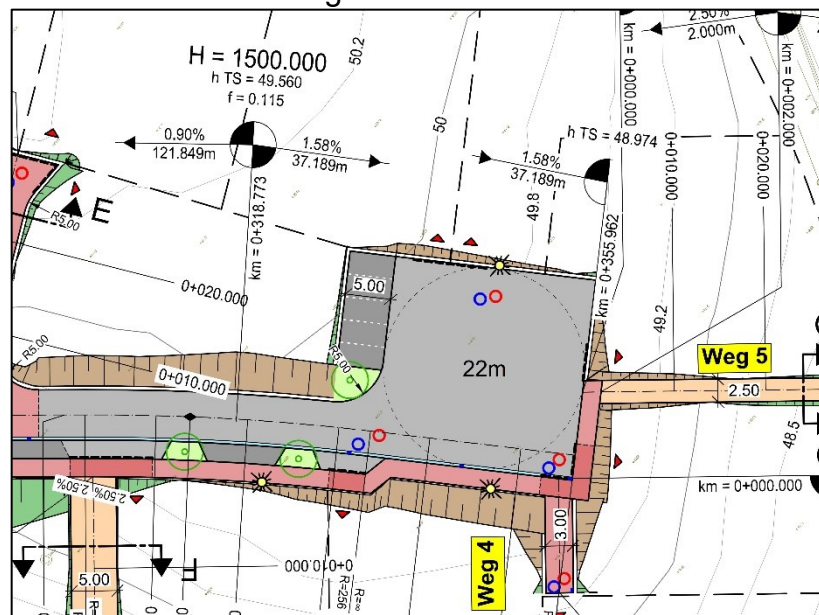 50.2
2.50%
2.000m
H = 1500.000
h TS = 49.560
f = 0.115
km = 0+000.000
km = 0+002.000
50
h TS = 48.974
0.90%
121.849m
1.58%
37.189m
1.58%
37.189m
0+010.000
0+020.000
49.8
E
R5.00
km = 0+318.773
km = 0+355.962
0+020.000
5.00
49.2
R5.00
R5.00
Weg 5
0+010.000
22m
2.50
48.5
2.50%
2.50%
km = 0+000.000
3.00
Weg 4
F
0+010.000
5.00
R=256
R=∞